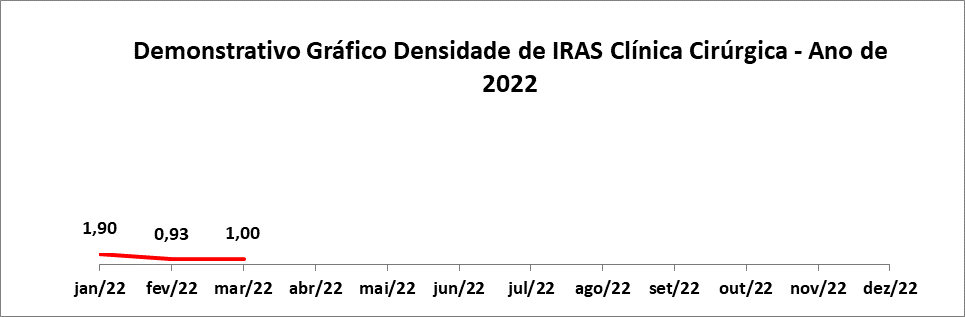 Demonstrativo Gráfico Densidade de IRAS Clínica Cirúrgica - Ano de
2022
1,90 0,93 1,00
jan/22 fev/22 mar/22 abr/22 mai/22 jun/22 jul/22 ago/22 set/22 out/22 nov/22 dez/22